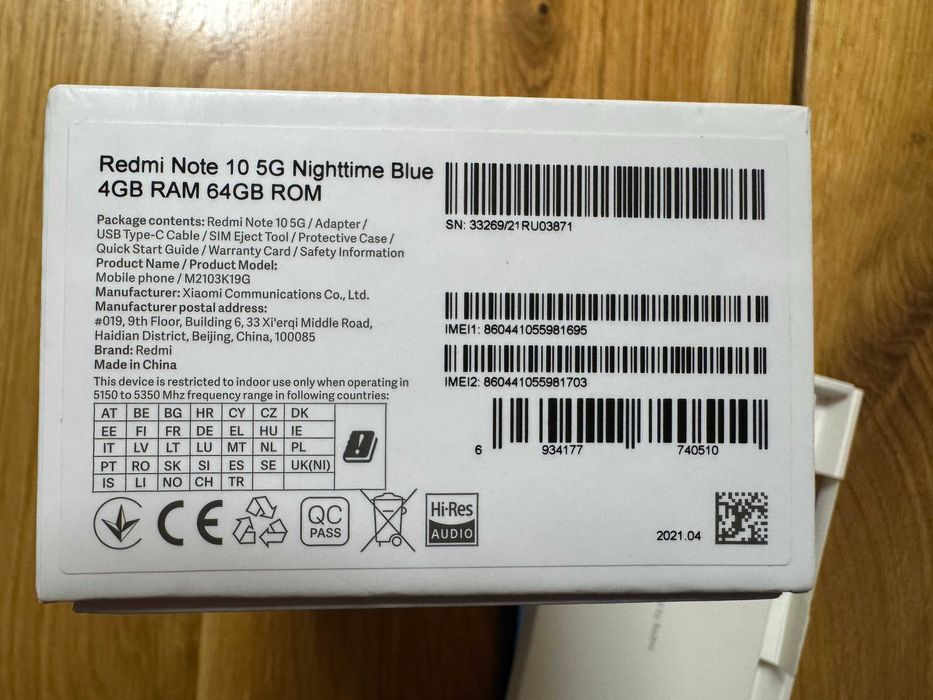 Redmi Note 10 5G Nighttime Blue
4GB RAM 64GB ROM
Package contents: Redmi Note 10 5G / Adapter /
USB Type-C Cable / SIM Eject Tool / Protective Case /
Quick Start Guide / Warranty Card / Safety Information
Product Name / Product Model:
Mobile phone / M2103K19G
Manufacturer: Xiaomi Communications Co., Ltd.
Manufacturer postal address:
#019, 9th Floor, Building 6, 33 Xi'erqi Middle Road,
Haidian District, Beijing, China, 100085
Brand: Redmi
Made in China
This device is restricted to indoor use only when operating in
5150 to 5350 Mhz frequency range in following countries:
AT BE BG HR CY CZ DK
EE FI FR DE EL HU IE
IT LV LT LU MT NL PL
PT RO SK SI ES SE UK(NI)
IS LI NO CH TR
CE
QC
PASS
Hi-Res
AUDIO
SN: 33269/21RU03871
IMEI1: 860441055981695
IMEI2: 860441055981703
6 934177 740510
2021.04